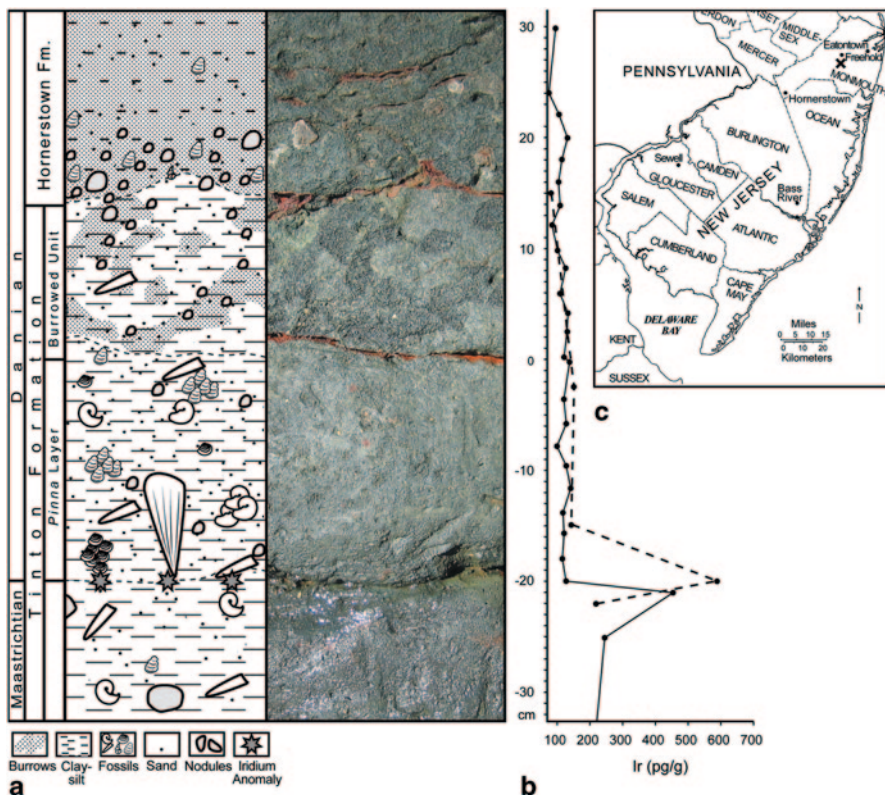 Hornerstown Fm.
Danian
Tinton Formation
Burrowed Unit
Pinna Layer
Maastrichtian
Burrows
Clay-
silt
Fossils
Sand
Nodules
Iridium
Anomaly
a
30
20
10
0
-10
-20
-30
cm
100 200 300 400 500 600 700
Ir (pg/g)
b
MIDDLE-
SEX
MERCER
Eatontown
Freehold
MONMOUTH
PENNSYLVANIA
Hornerstown
OCEAN
BURLINGTON
Sewell
CAMDEN
GLOUCESTER
NEW JERSEY
Bass
River
SALEM
ATLANTIC
CUMBERLAND
CAPE
MAY
DELAWARE
BAY
N
Miles
0 5 10 15
0 10 20
Kilometers
KENT
SUSSEX
c